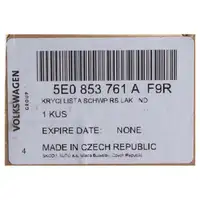 5E0 853 761 A F9R
KRYCI LISTA SCHWP RS LAK ND
1 KUS
EXPIRE DATE: NONE
4 MADE IN CZECH REPUBLIC
VOLKSWAGEN
GROUP